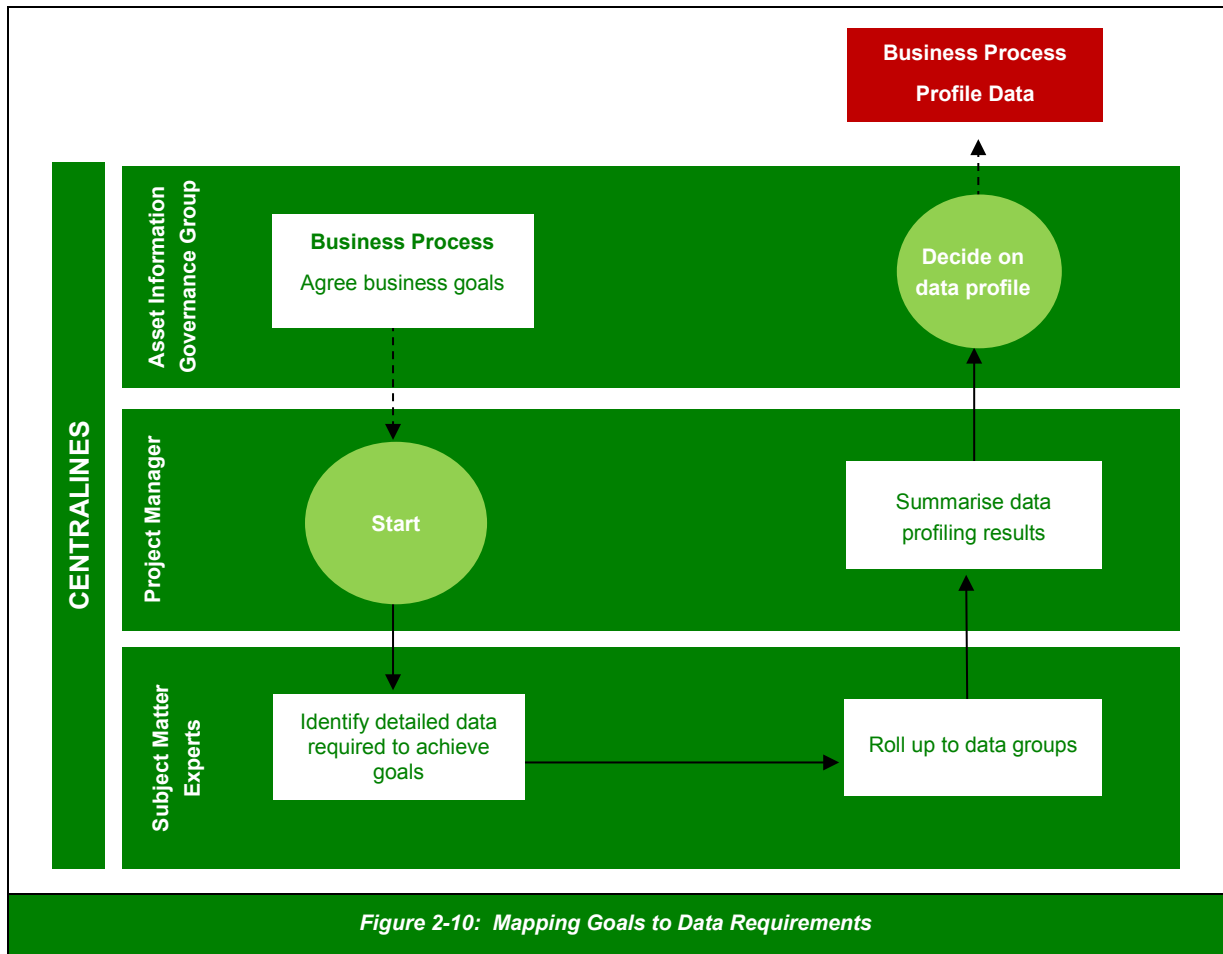 Business Process
Profile Data
CENTRALINES
Asset Information
Governance Group
Business Process
Agree business goals
Decide on
data profile
Project Manager
Start
Summarise data
profiling results
Subject Matter
Experts
Identify detailed data
required to achieve
goals
Roll up to data groups
Figure 2-10: Mapping Goals to Data Requirements